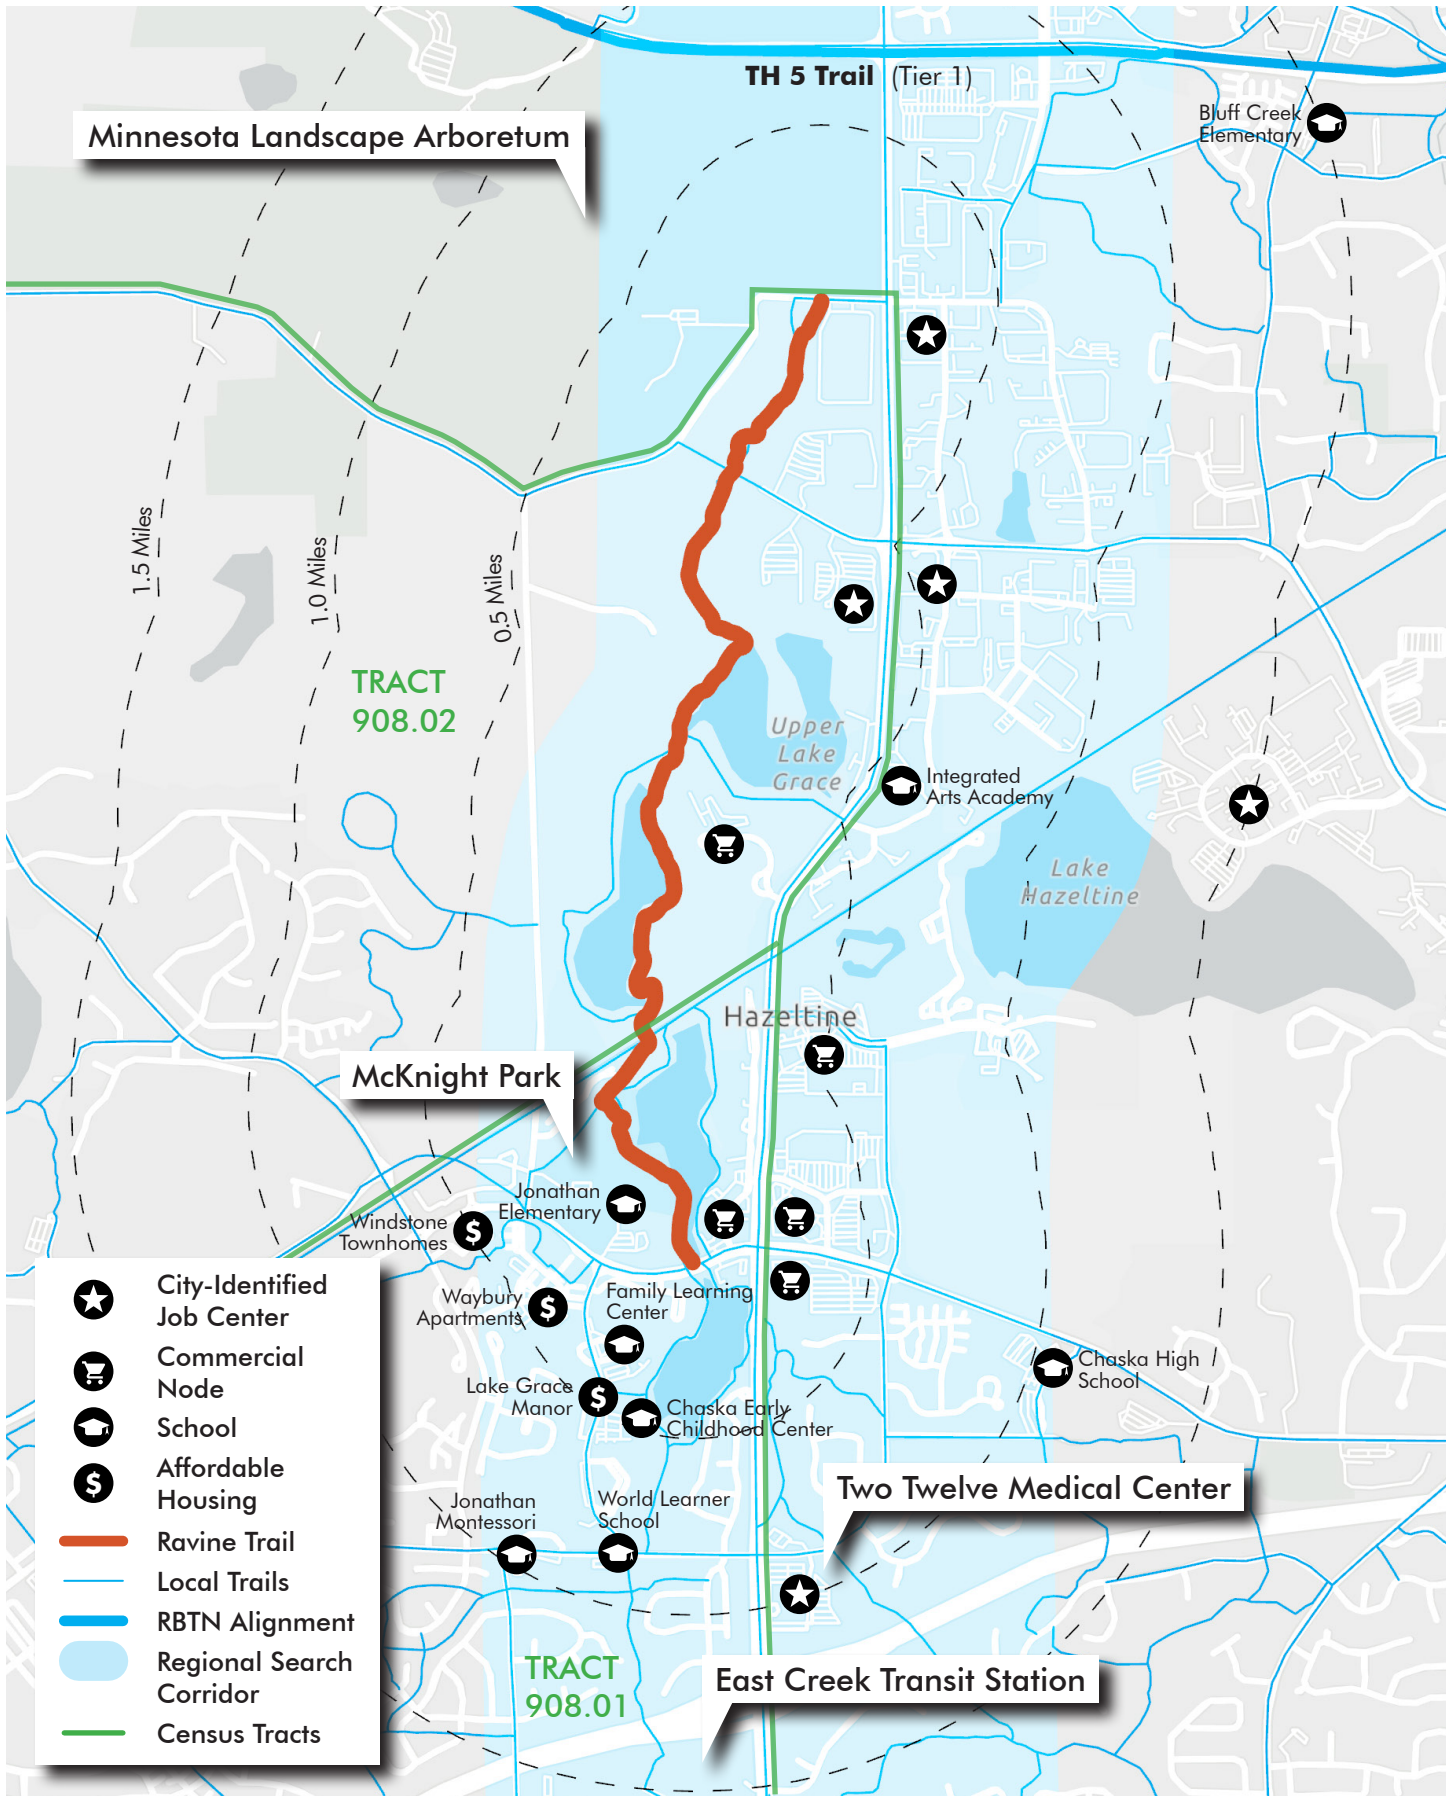 TH 5 Trail (Tier 1)
Bluff Creek
Elementary
Minnesota Landscape Arboretum
1.5 Miles
1.0 Miles
0.5 Miles
TRACT
908.02
Upper
Lake
Grace
Integrated
Arts Academy
Lake
Hazeltine
Hazeltine
McKnight Park
Jonathan
Elementary
Windstone
Townhomes
Waybury
Apartments
Family Learning
Center
Lake Grace
Manor
Chaska Early
Childhood Center
Chaska High
School
Two Twelve Medical Center
Jonathan
Montessori
World Learner
School
TRACT
908.01
East Creek Transit Station
City-Identified
Job Center
Commercial
Node
School
Affordable
Housing
Ravine Trail
Local Trails
RBTN Alignment
Regional Search
Corridor
Census Tracts